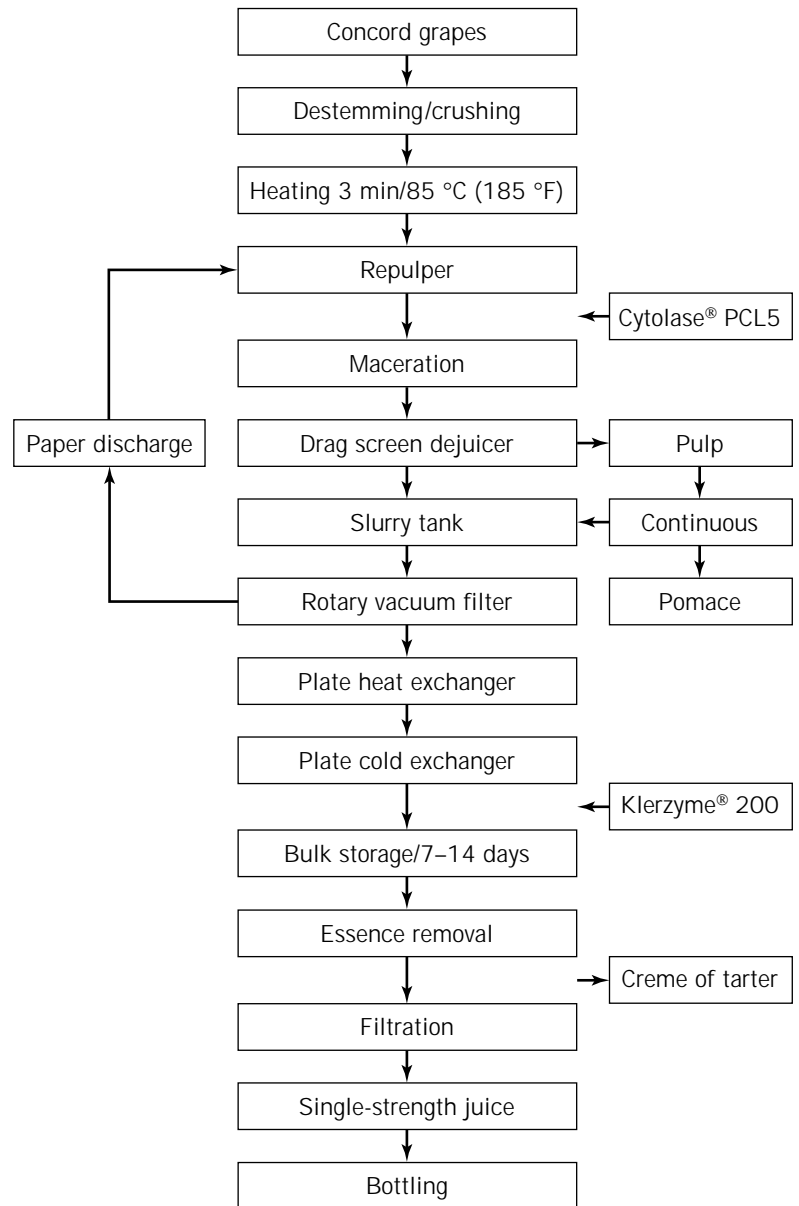 Concord grapes
Destemming/crushing
Heating 3 min/85 °C (185 °F)
Repulper
Cytolase® PCL5
Maceration
Paper discharge
Drag screen dejuicer
Pulp
Slurry tank
Continuous
Rotary vacuum filter
Pomace
Plate heat exchanger
Plate cold exchanger
Klerzyme® 200
Bulk storage/7–14 days
Essence removal
Creme of tarter
Filtration
Single-strength juice
Bottling